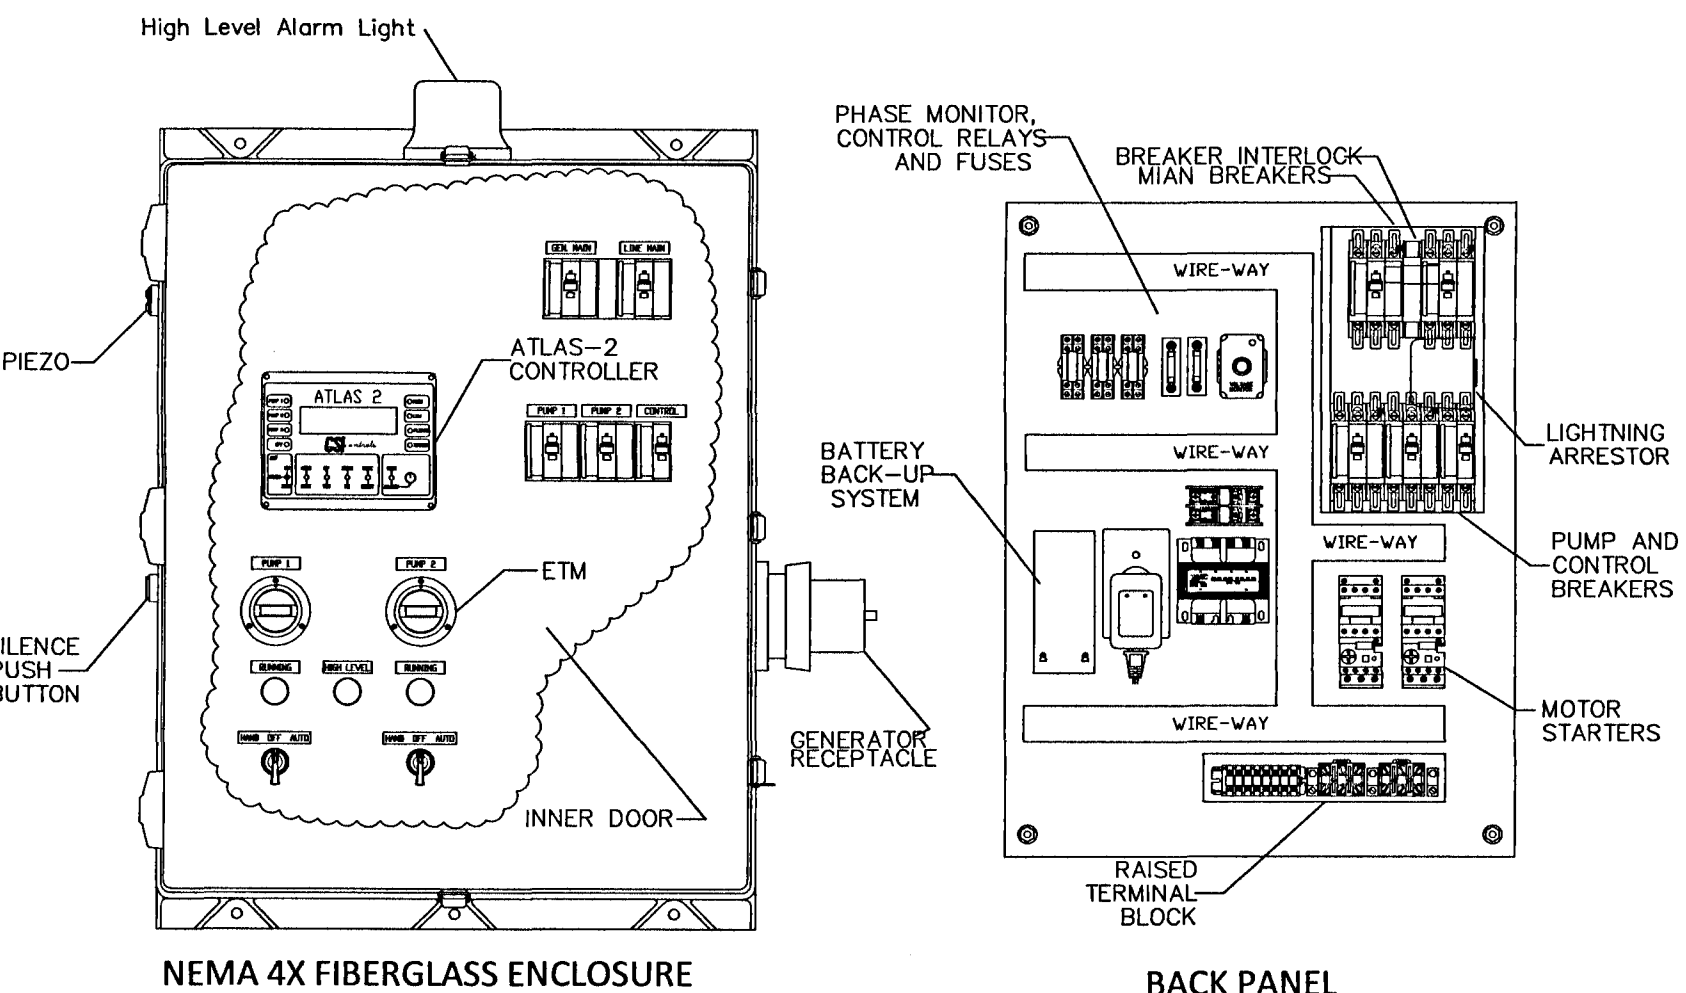 High Level Alarm Light
PIEZO
SILENCE
PUSH
BUTTON
GEN. MAIN
LINE MAIN
ATLAS-2
CONTROLLER
ATLAS 2
CSI controls
PUMP 1
PUMP 2
CONTROL
PUMP 1
PUMP 2
ETM
RUNNING
HIGH LEVEL
RUNNING
HAND OFF AUTO
HAND OFF AUTO
INNER DOOR
GENERATOR
RECEPTACLE
NEMA 4X FIBERGLASS ENCLOSURE
PHASE MONITOR,
CONTROL RELAYS
AND FUSES
BREAKER INTERLOCK
MIAN BREAKERS
WIRE-WAY
WIRE-WAY
BATTERY
BACK-UP
SYSTEM
LIGHTNING
ARRESTOR
WIRE-WAY
PUMP AND
CONTROL
BREAKERS
MOTOR
STARTERS
WIRE-WAY
RAISED
TERMINAL
BLOCK
BACK PANEL